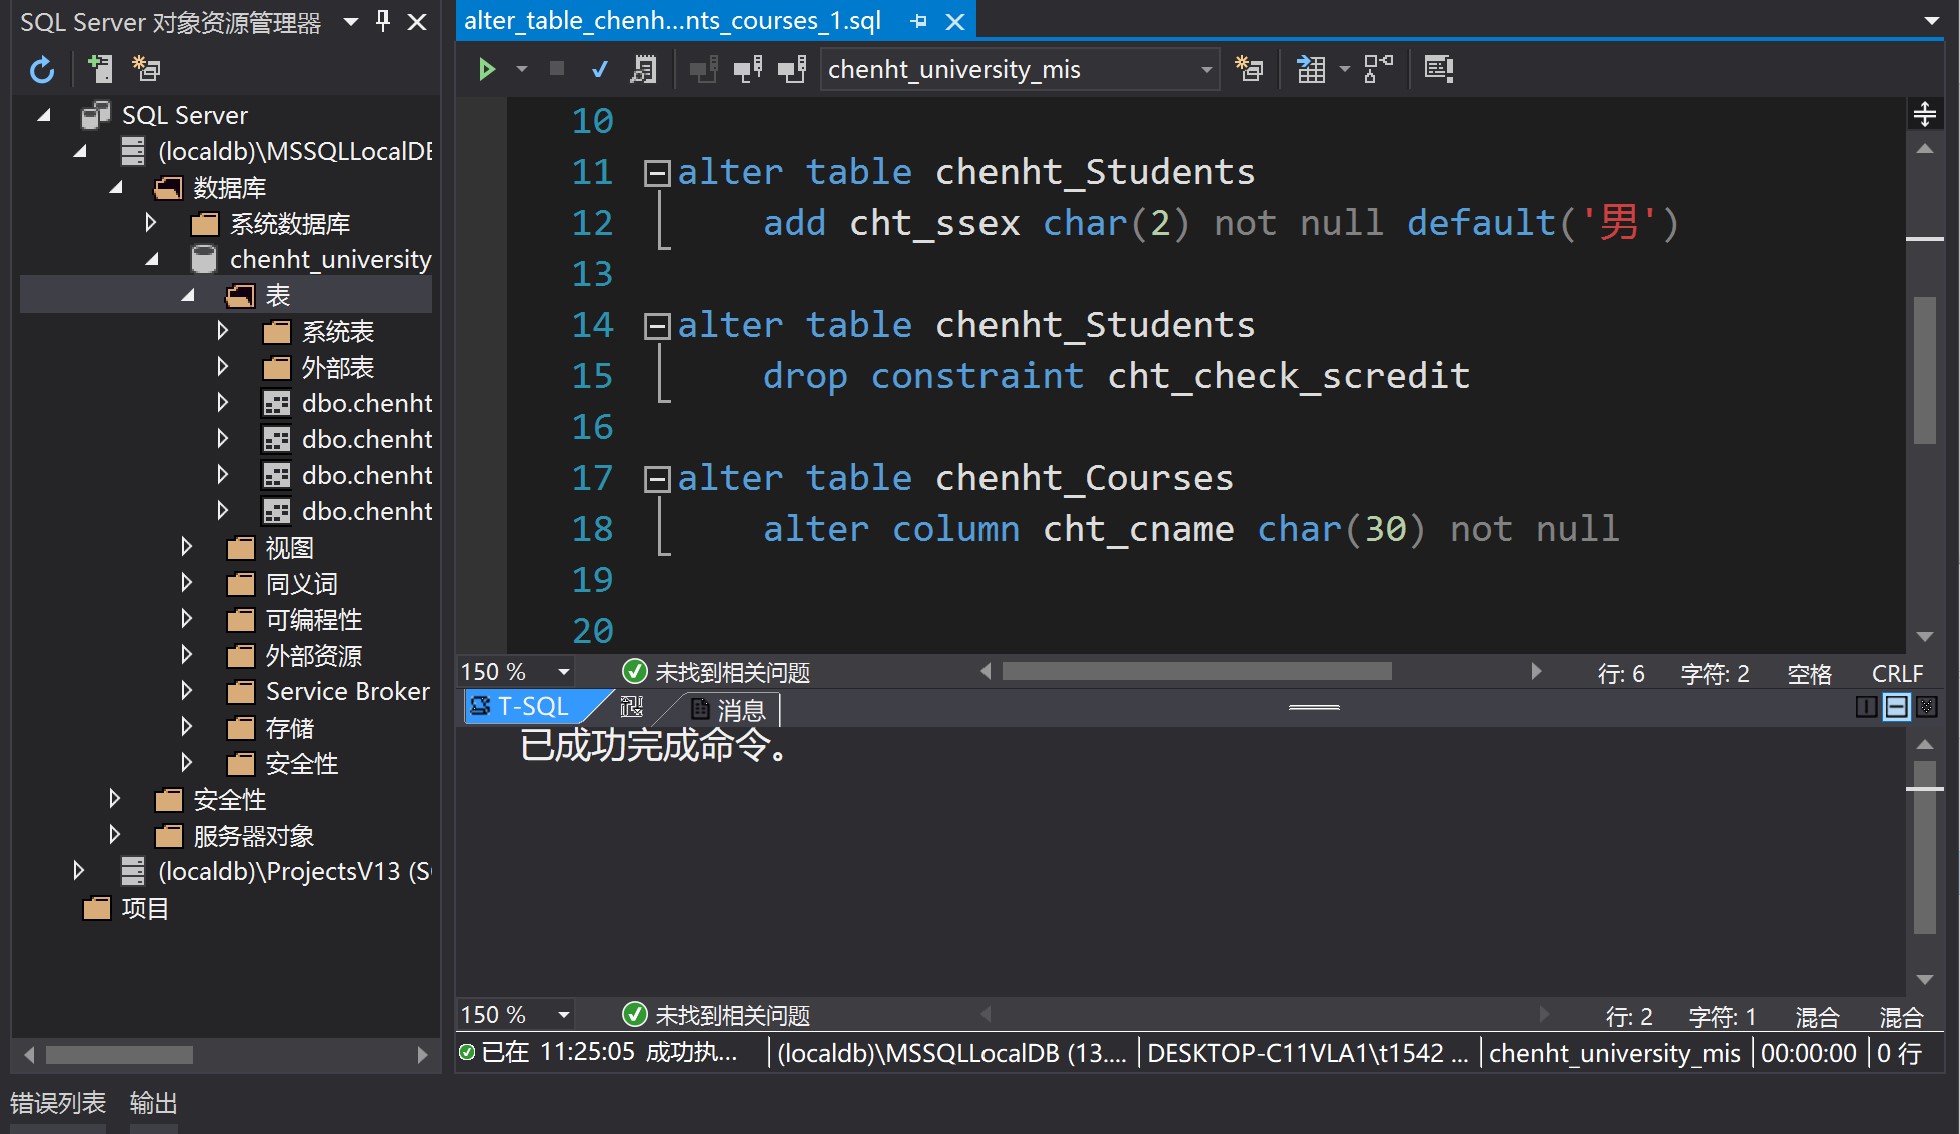 SQL Server 对象资源管理器
SQL Server
(localdb)\MSSQLLocalDB
数据库
系统数据库
chenht_university
表
系统表
外部表
dbo.chenht
dbo.chenht
dbo.chenht
dbo.chenht
视图
同义词
可编程性
外部资源
Service Broker
存储
安全性
安全性
服务器对象
(localdb)\ProjectsV13 (S
项目
错误列表 输出
alter_table_chenh...nts_courses_1.sql
chenht_university_mis
10
11 alter table chenht_Students
12 add cht_ssex char(2) not null default('男')
13
14 alter table chenht_Students
15 drop constraint cht_check_scredit
16
17 alter table chenht_Courses
18 alter column cht_cname char(30) not null
19
20
150 % 未找到相关问题 行: 6 字符: 2 空格 CRLF
T-SQL 消息
已成功完成命令。
150 % 未找到相关问题 行: 2 字符: 1 混合 混合
已在 11:25:05 成功执... (localdb)\MSSQLLocalDB (13.... DESKTOP-C11VLA1\t1542 ... chenht_university_mis 00:00:00 0 行